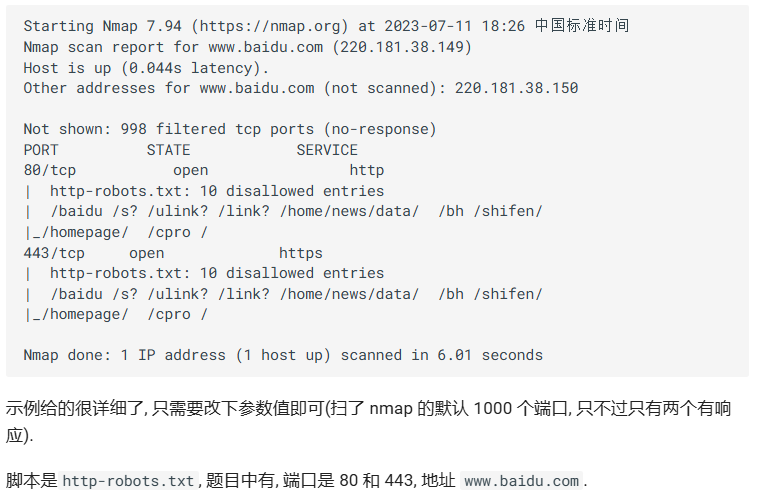 Starting Nmap 7.94 (https://nmap.org) at 2023-07-11 18:26 中国标准时间
Nmap scan report for www.baidu.com (220.181.38.149)
Host is up (0.044s latency).
Other addresses for www.baidu.com (not scanned): 220.181.38.150
Not shown: 998 filtered tcp ports (no-response)
PORT          STATE            SERVICE
80/tcp           open                http
|  http-robots.txt: 10 disallowed entries
|  /baidu /s? /ulink? /link? /home/news/data/  /bh /shifen/
|_/homepage/  /cpro /
443/tcp     open             https
|  http-robots.txt: 10 disallowed entries
|  /baidu /s? /ulink? /link? /home/news/data/  /bh /shifen/
|_/homepage/  /cpro /
Nmap done: 1 IP address (1 host up) scanned in 6.01 seconds
示例给的很详细了, 只需要改下参数值即可(扫了 nmap 的默认 1000 个端口, 只不过只有两个有响
应).
脚本是 http-robots.txt , 题目中有, 端口是 80 和 443, 地址 www.baidu.com .